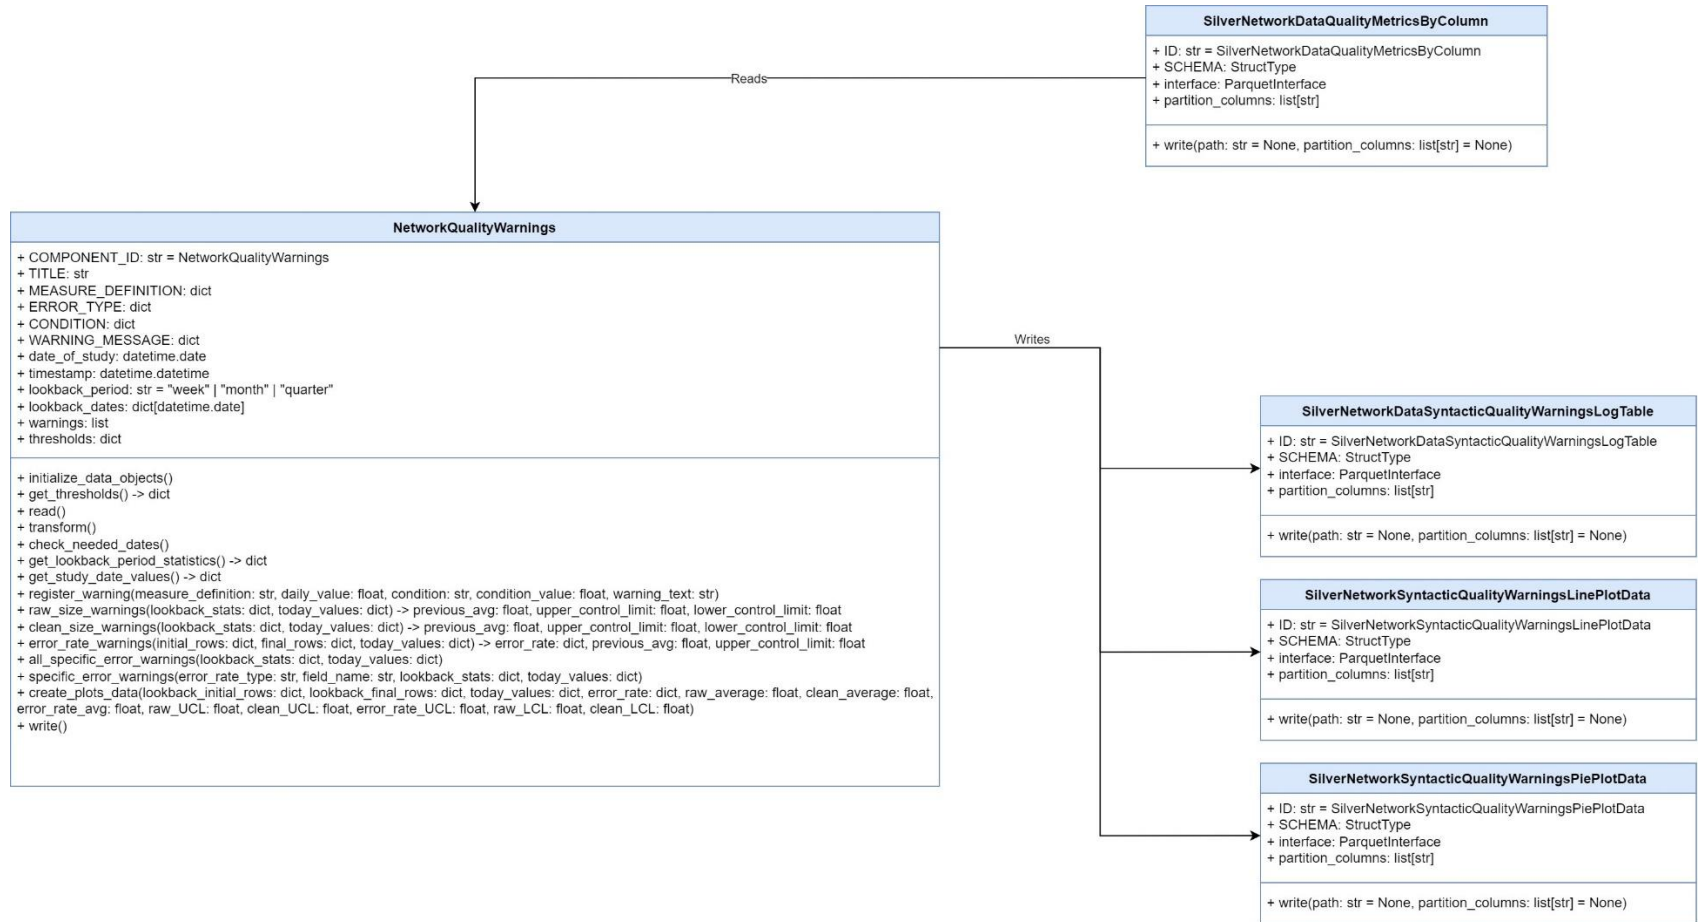 SilverNetworkDataQualityMetricsByColumn
+ ID: str = SilverNetworkDataQualityMetricsByColumn
+ SCHEMA: StructType
+ interface: ParquetInterface
+ partition_columns: list[str]
+ write(path: str = None, partition_columns: list[str] = None)
Reads
NetworkQualityWarnings
+ COMPONENT_ID: str = NetworkQualityWarnings
+ TITLE: str
+ MEASURE_DEFINITION: dict
+ ERROR_TYPE: dict
+ CONDITION: dict
+ WARNING_MESSAGE: dict
+ date_of_study: datetime.date
+ timestamp: datetime.datetime
+ lookback_period: str = "week" | "month" | "quarter"
+ lookback_dates: dict[datetime.date]
+ warnings: list
+ thresholds: dict
+ initialize_data_objects()
+ get_thresholds() -> dict
+ read()
+ transform()
+ check_needed_dates()
+ get_lookback_period_statistics() -> dict
+ get_study_date_values() -> dict
+ register_warning(measure_definition: str, daily_value: float, condition: str, condition_value: float, warning_text: str)
+ raw_size_warnings(lookback_stats: dict, today_values: dict) -> previous_avg: float, upper_control_limit: float, lower_control_limit: float
+ clean_size_warnings(lookback_stats: dict, today_values: dict) -> previous_avg: float, upper_control_limit: float, lower_control_limit: float
+ error_rate_warnings(initial_rows: dict, final_rows: dict, today_values: dict) -> error_rate: dict, previous_avg: float, upper_control_limit: float
+ all_specific_error_warnings(lookback_stats: dict, today_values: dict)
+ specific_error_warnings(error_rate_type: str, field_name: str, lookback_stats: dict, today_values: dict)
+ create_plots_data(lookback_initial_rows: dict, lookback_final_rows: dict, today_values: dict, error_rate: dict, raw_average: float, clean_average: float,
error_rate_avg: float, raw_UCL: float, clean_UCL: float, error_rate_UCL: float, raw_LCL: float, clean_LCL: float)
+ write()
Writes
SilverNetworkDataSyntacticQualityWarningsLogTable
+ ID: str = SilverNetworkDataSyntacticQualityWarningsLogTable
+ SCHEMA: StructType
+ interface: ParquetInterface
+ partition_columns: list[str]
+ write(path: str = None, partition_columns: list[str] = None)
SilverNetworkSyntacticQualityWarningsLinePlotData
+ ID: str = SilverNetworkSyntacticQualityWarningsLinePlotData
+ SCHEMA: StructType
+ interface: ParquetInterface
+ partition_columns: list[str]
+ write(path: str = None, partition_columns: list[str] = None)
SilverNetworkSyntacticQualityWarningsPiePlotData
+ ID: str = SilverNetworkSyntacticQualityWarningsPiePlotData
+ SCHEMA: StructType
+ interface: ParquetInterface
+ partition_columns: list[str]
+ write(path: str = None, partition_columns: list[str] = None)